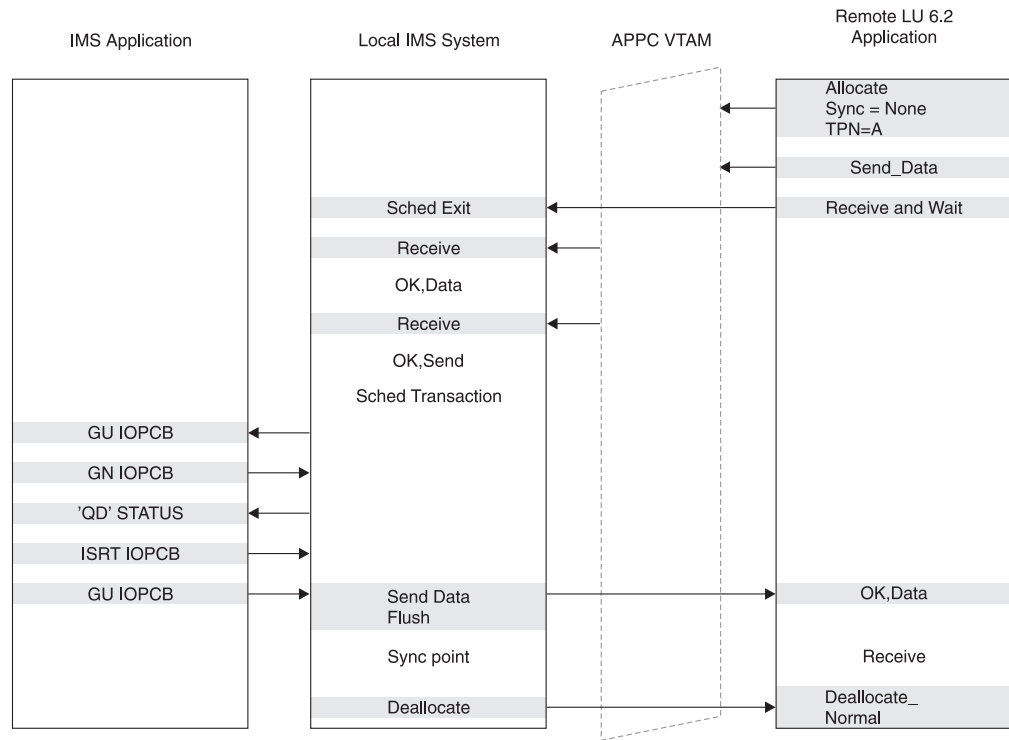 IMS Application
Local IMS System
APPC VTAM
Remote LU 6.2
Application
Allocate
Sync = None
TPN=A
Send_Data
Sched Exit
Receive and Wait
Receive
OK,Data
Receive
OK,Send
Sched Transaction
GU IOPCB
GN IOPCB
'QD' STATUS
ISRT IOPCB
GU IOPCB
Send Data
Flush
OK,Data
Sync point
Receive
Deallocate
Deallocate_
Normal